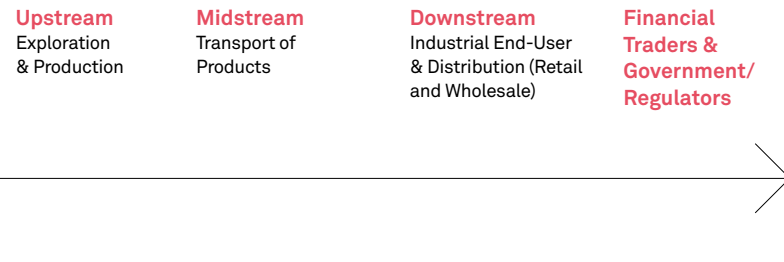 Upstream
Exploration
& Production
Midstream
Transport of
Products
Downstream
Industrial End-User
& Distribution (Retail
and Wholesale)
Financial
Traders &
Government/
Regulators